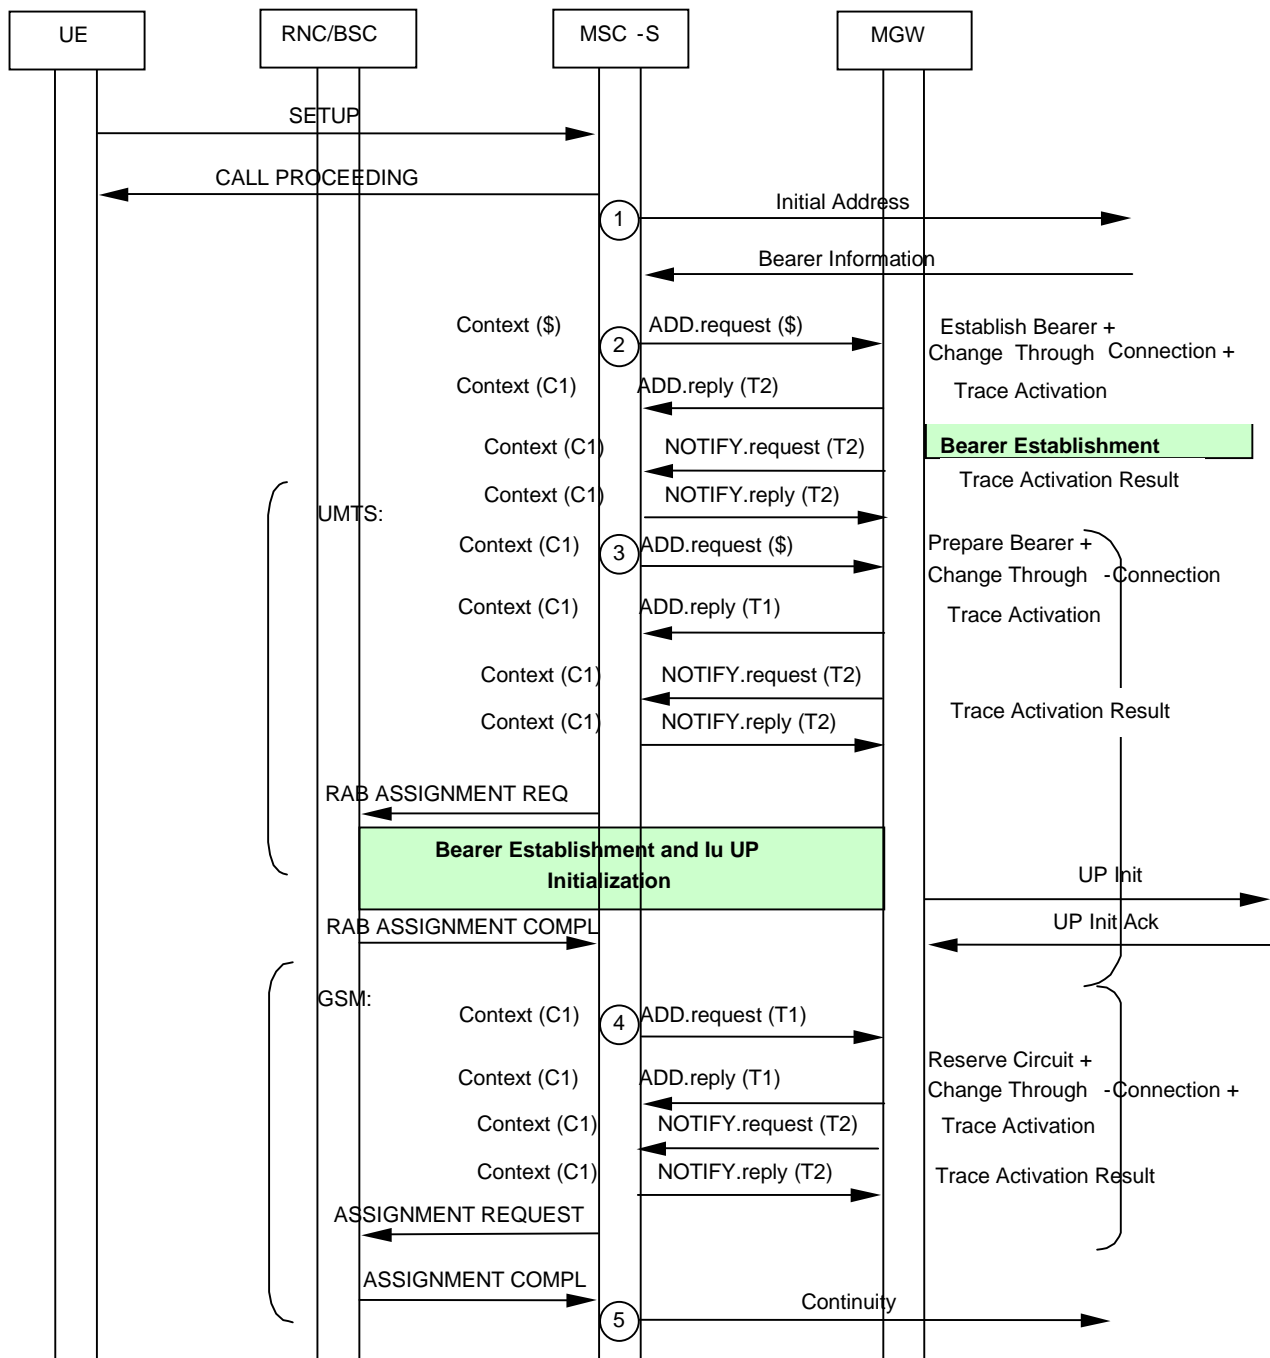 UE
RNC/BSC
MSC -S
MGW
SETUP
CALL PROCEEDING
1
Initial Address
Bearer Information
Context ($)
2
ADD.request ($)
Establish Bearer +
Change Through Connection +
Context (C1)
ADD.reply (T2)
Trace Activation
Context (C1)
NOTIFY.request (T2)
Bearer Establishment
Trace Activation Result
Context (C1)
NOTIFY.reply (T2)
UMTS:
Context (C1)
3
ADD.request ($)
Prepare Bearer +
Change Through -Connection
Context (C1)
ADD.reply (T1)
Trace Activation
Context (C1)
NOTIFY.request (T2)
Trace Activation Result
Context (C1)
NOTIFY.reply (T2)
RAB ASSIGNMENT REQ
Bearer Establishment and Iu UP
Initialization
UP Init
RAB ASSIGNMENT COMPL
UP Init Ack
GSM:
Context (C1)
4
ADD.request (T1)
Reserve Circuit +
Context (C1)
ADD.reply (T1)
Change Through -Connection +
Context (C1)
NOTIFY.request (T2)
Trace Activation
Context (C1)
NOTIFY.reply (T2)
Trace Activation Result
ASSIGNMENT REQUEST
ASSIGNMENT COMPL
5
Continuity